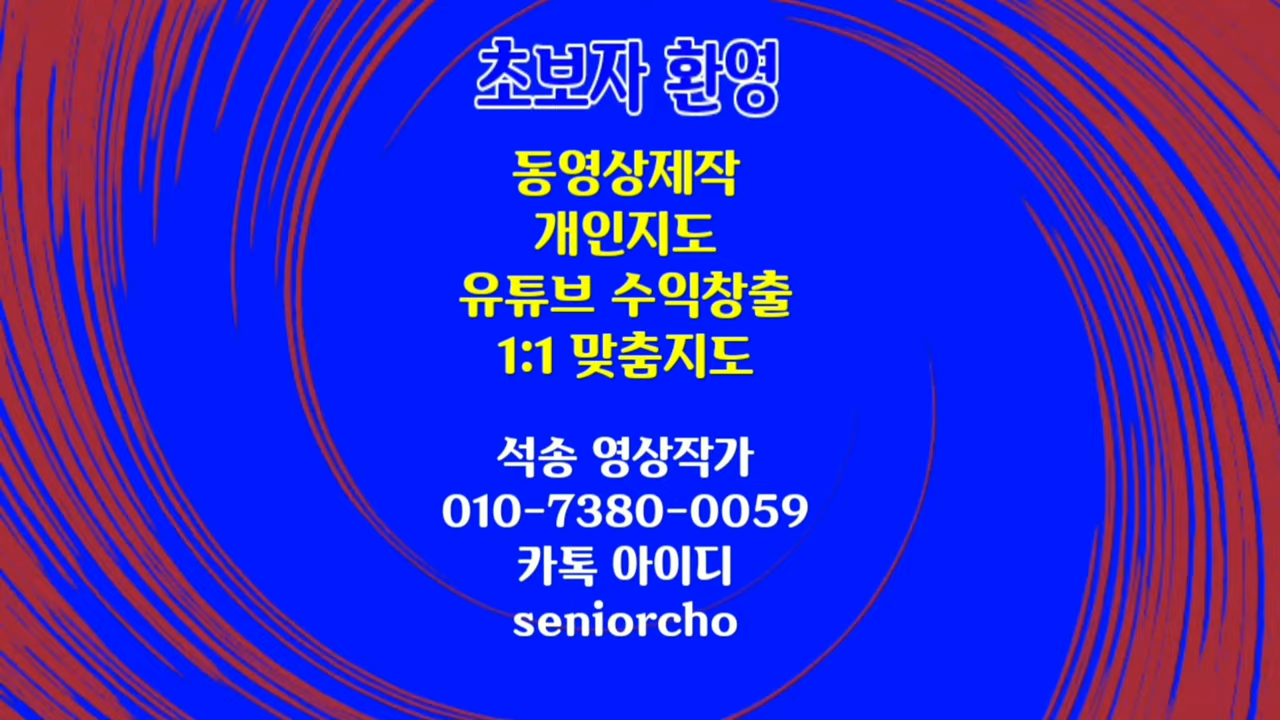 초보자 환영
동영상제작
개인지도
유튜브 수익창출
1:1 맞춤지도
석송 영상작가
010-7380-0059
카톡 아이디
seniorcho